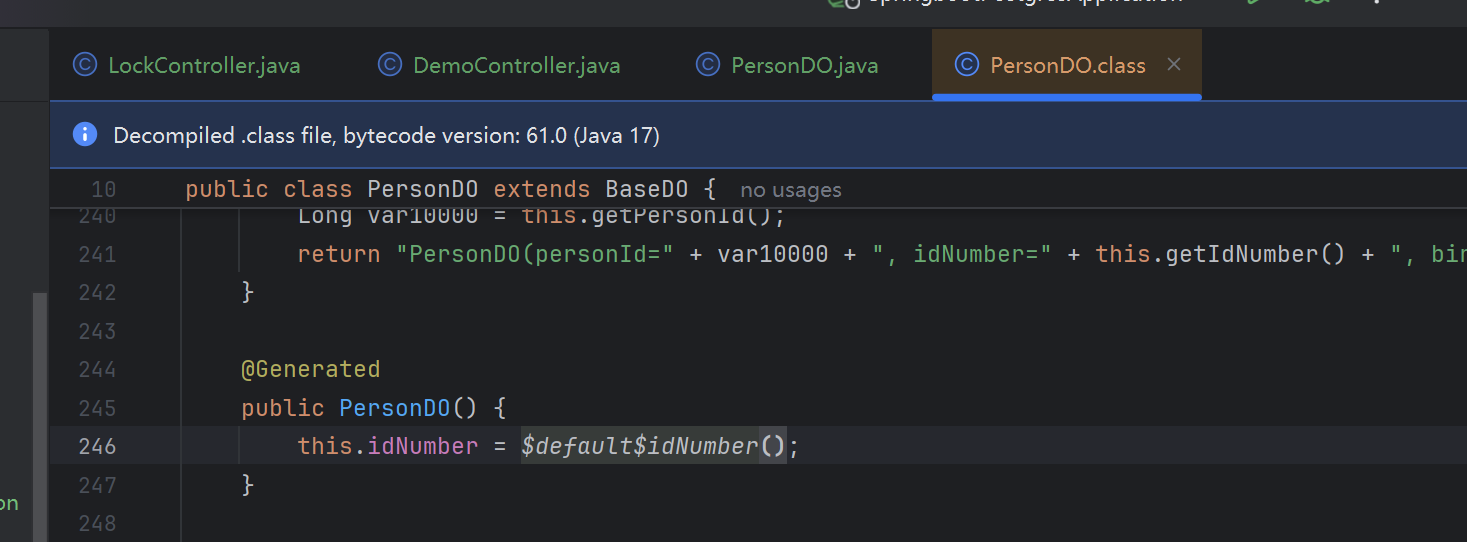 LockController.java DemoController.java PersonDO.java PersonDO.class
Decompiled .class file, bytecode version: 61.0 (Java 17)
10 public class PersonDO extends BaseDO { no usages
240 Long var10000 = this.getPersonId();
241 return "PersonDO(personId=" + var10000 + ", idNumber=" + this.getIdNumber() + ", bir
242 }
243
244 @Generated
245 public PersonDO() {
246 this.idNumber = $default$idNumber();
247 }
on
248